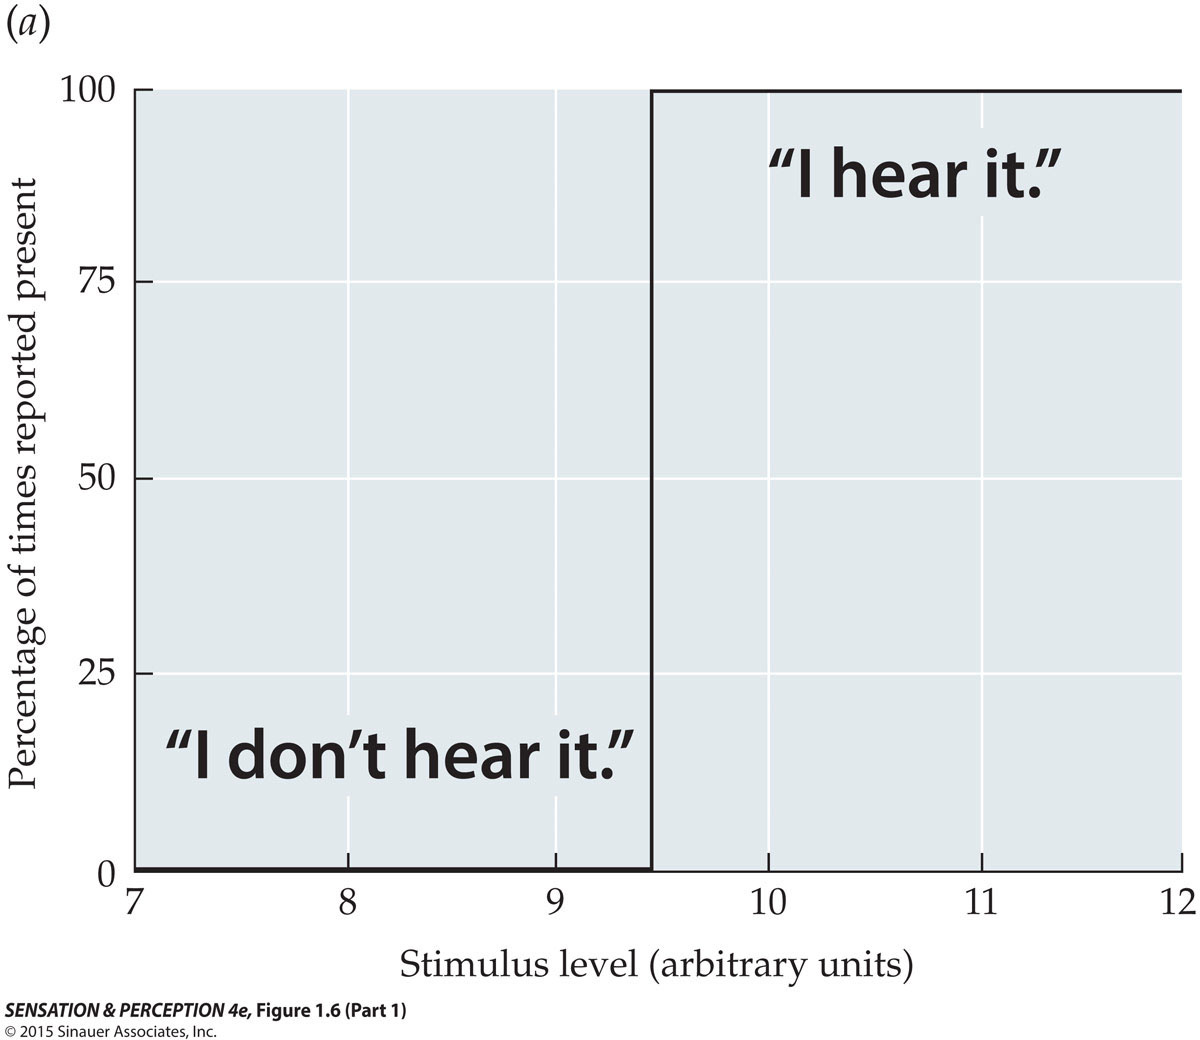 (a)
100
75
50
25
0
Percentage of times reported present
“I hear it.”
“I don’t hear it.”
7 8 9 10 11 12
Stimulus level (arbitrary units)
SENSATION & PERCEPTION 4e, Figure 1.6 (Part 1)
© 2015 Sinauer Associates, Inc.